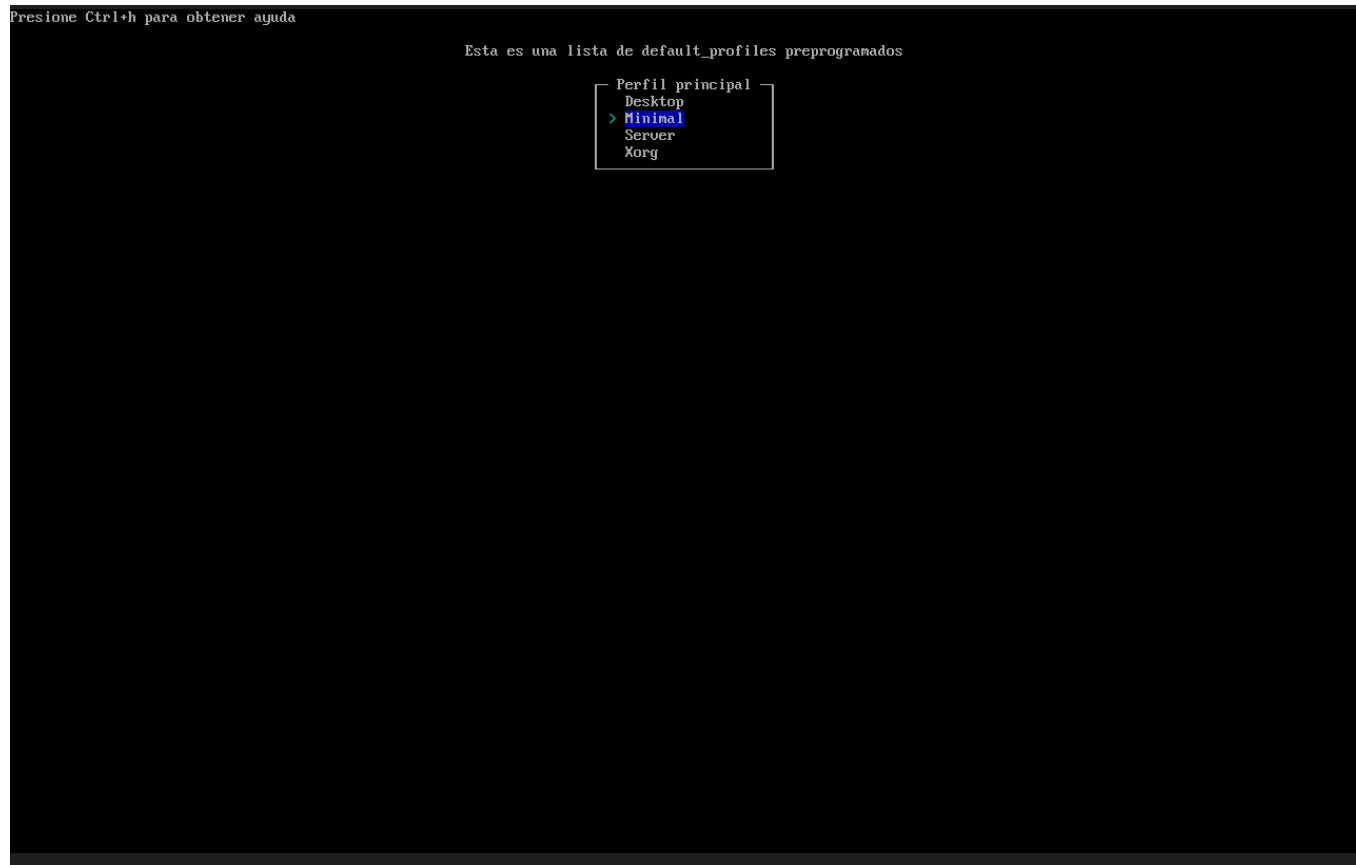 Presione Ctrl+h para obtener ayuda
Esta es una lista de default_profiles preprogramados
Perfil principal
Desktop
> Minimal
Server
Xorg